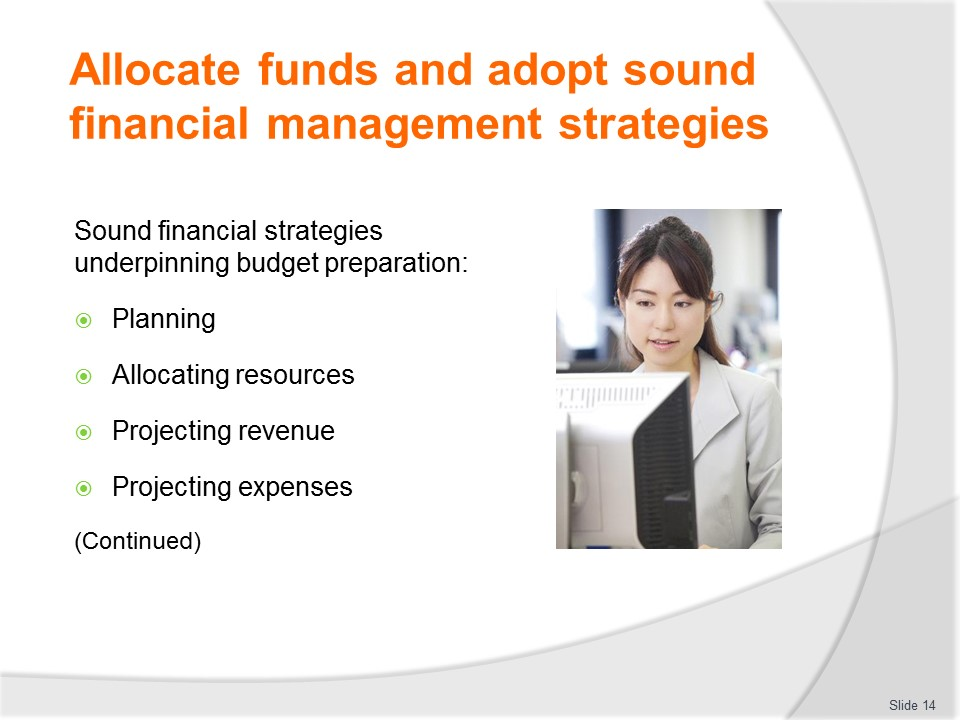 Allocate funds and adopt sound
financial management strategies
Sound financial strategies
underpinning budget preparation:
Planning
Allocating resources
Projecting revenue
Projecting expenses
(Continued)
Slide 14